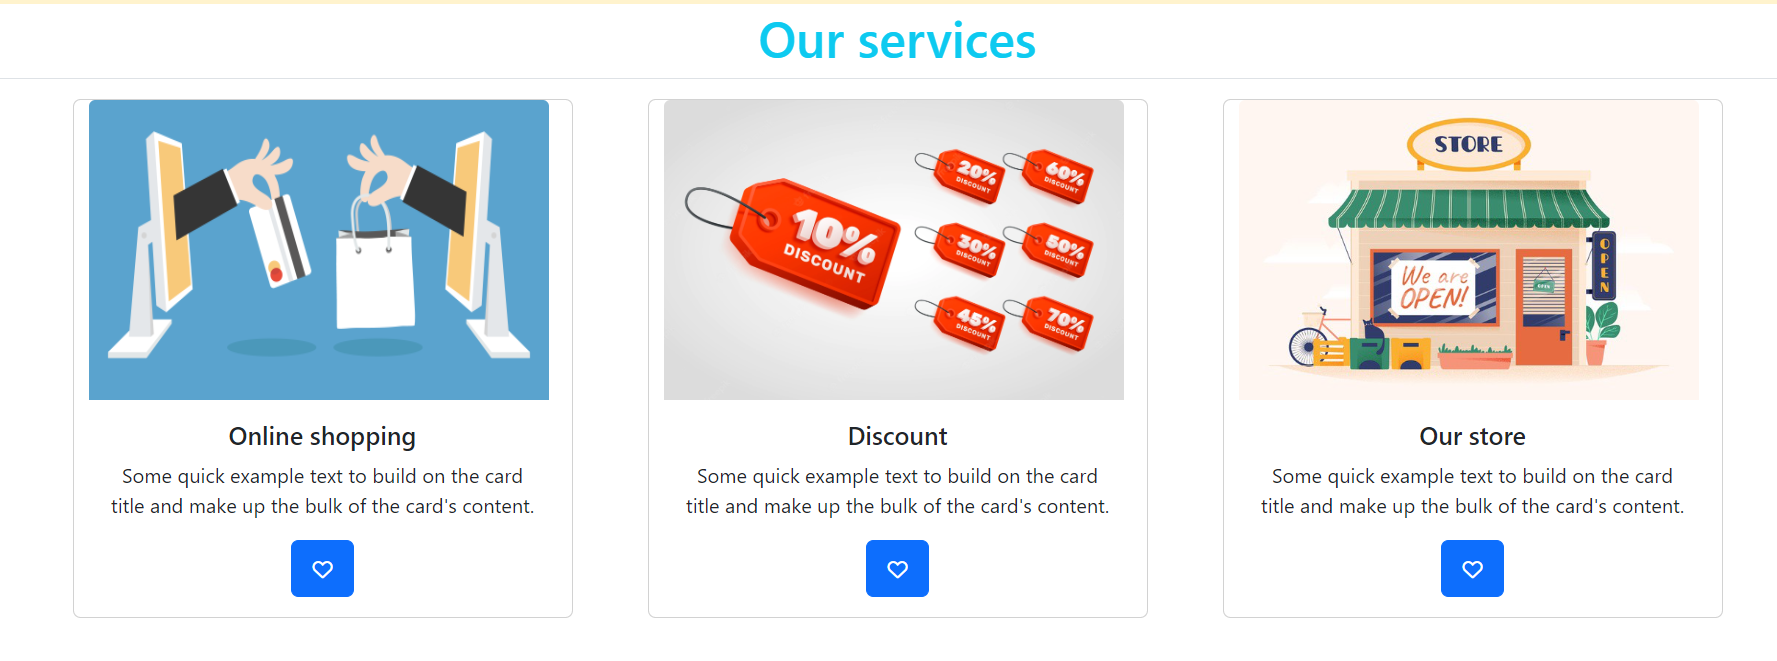 Our services
10%
DISCOUNT
20%
DISCOUNT
60%
DISCOUNT
30%
DISCOUNT
50%
DISCOUNT
45%
DISCOUNT
70%
DISCOUNT
STORE
OPEN
We are
OPEN!
OPEN
Online shopping
Some quick example text to build on the card
title and make up the bulk of the card's content.
Discount
Some quick example text to build on the card
title and make up the bulk of the card's content.
Our store
Some quick example text to build on the card
title and make up the bulk of the card's content.